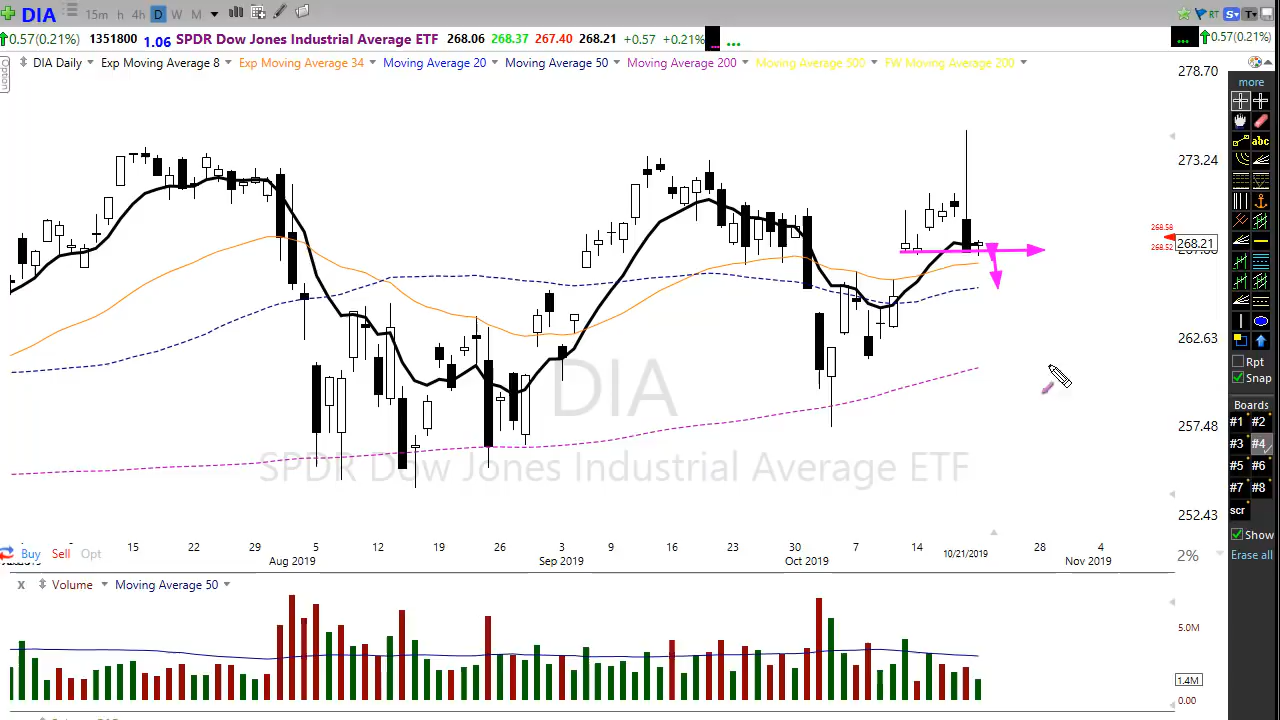 DIA 15m h 4h D W M RT S T
0.57(0.21%) 1351800 1.06 SPDR Dow Jones Industrial Average ETF 268.06 268.37 267.40 268.21 +0.57 +0.21% ... ... 0.57(0.21%)
Option
DIA Daily Exp Moving Average 8 Exp Moving Average 34 Moving Average 20 Moving Average 50 Moving Average 200 Moving Average 500 FW Moving Average 200
278.70
more
abc
273.24
268.58
268.21
268.52
262.63
Rpt
Snap
DIA
Boards
#1 #2
257.48
#3 #4
SPDR Dow Jones Industrial Average ETF
#5 #6
#7 #8
scr
252.43
Show
15 22 29 5 12 19 26 3 9 16 23 30 7 14 10/21/2019 28 4
Buy Sell Opt
2%
Erase all
Aug 2019 Sep 2019 Oct 2019 Nov 2019
X Volume Moving Average 50
5.0M
1.4M
0.00